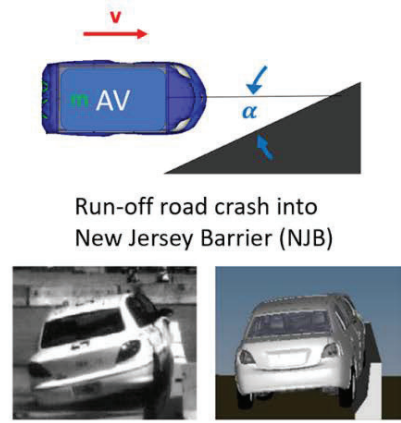 v
m AV
α
Run-off road crash into
New Jersey Barrier (NJB)